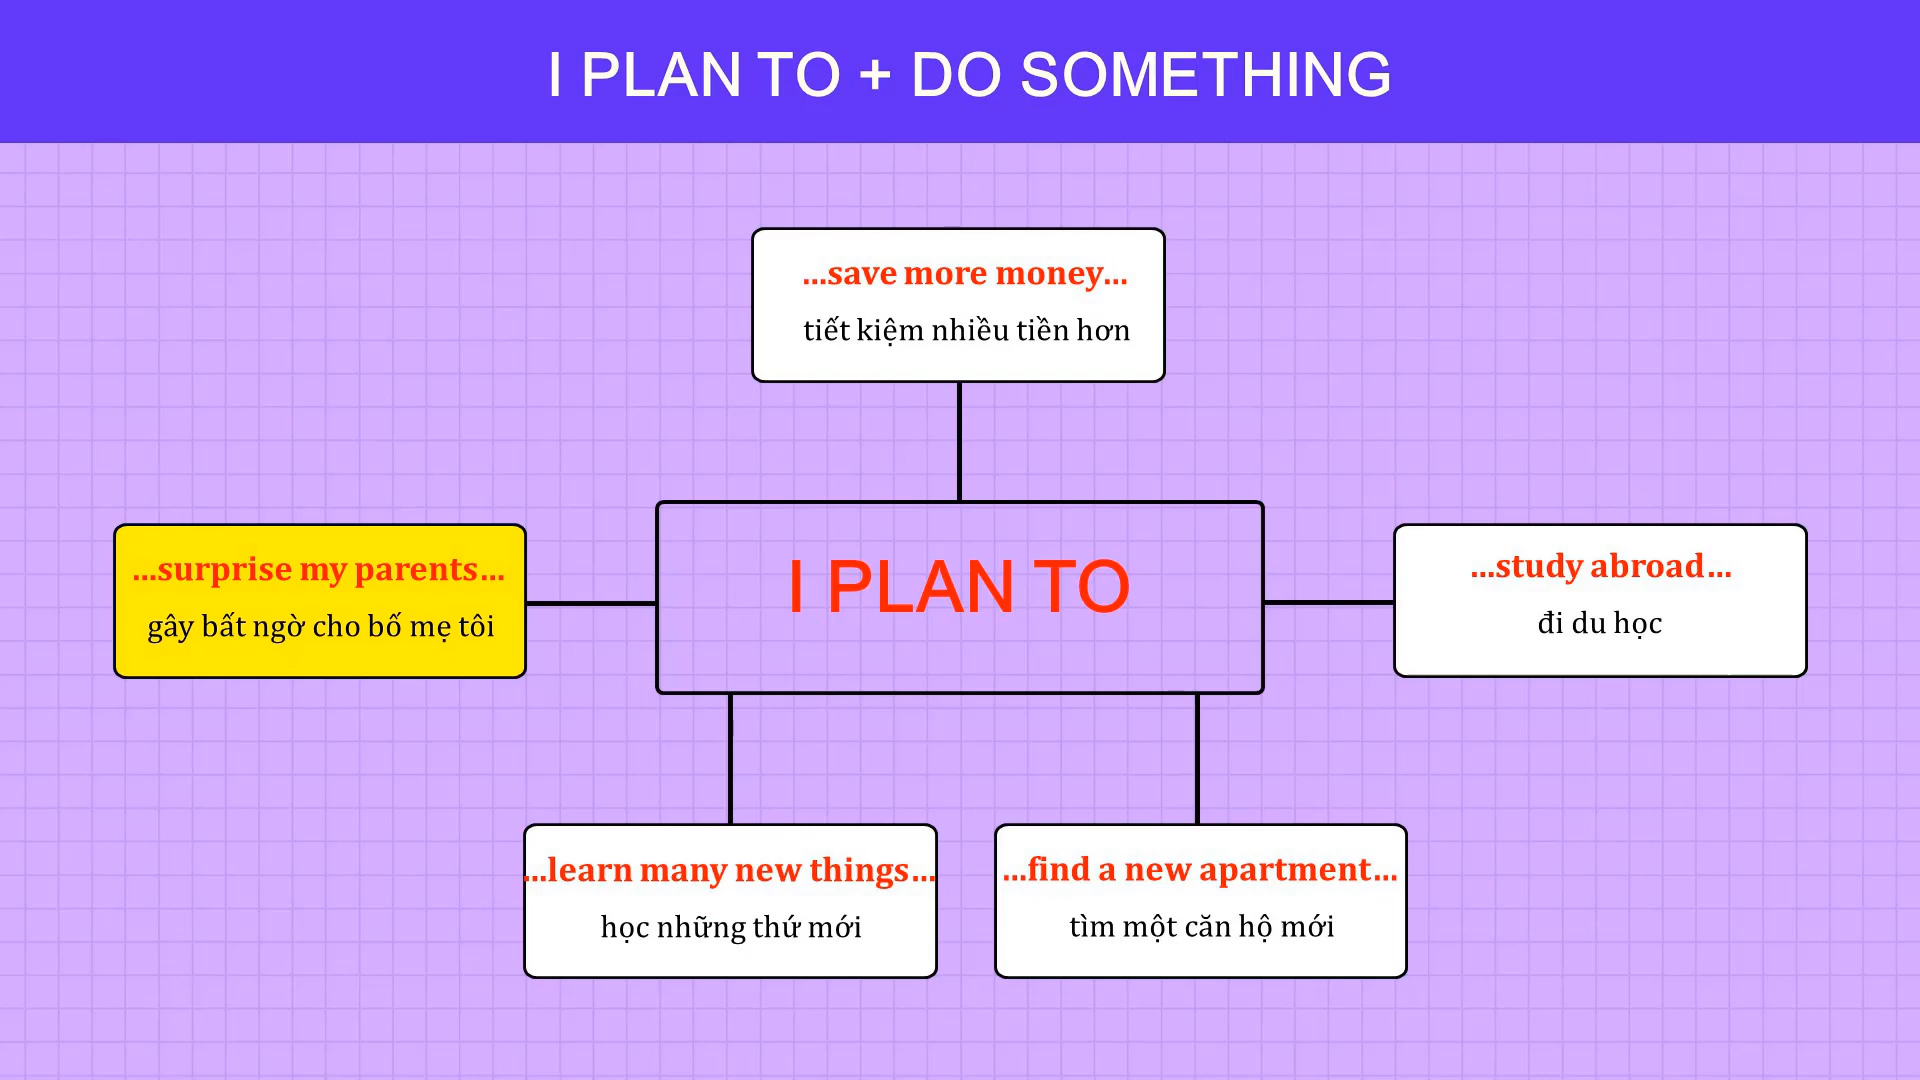 I PLAN TO + DO SOMETHING
...save more money...
tiết kiệm nhiều tiền hơn
...surprise my parents...
gây bất ngờ cho bố mẹ tôi
I PLAN TO
...study abroad...
đi du học
...learn many new things...
học những thứ mới
...find a new apartment...
tìm một căn hộ mới